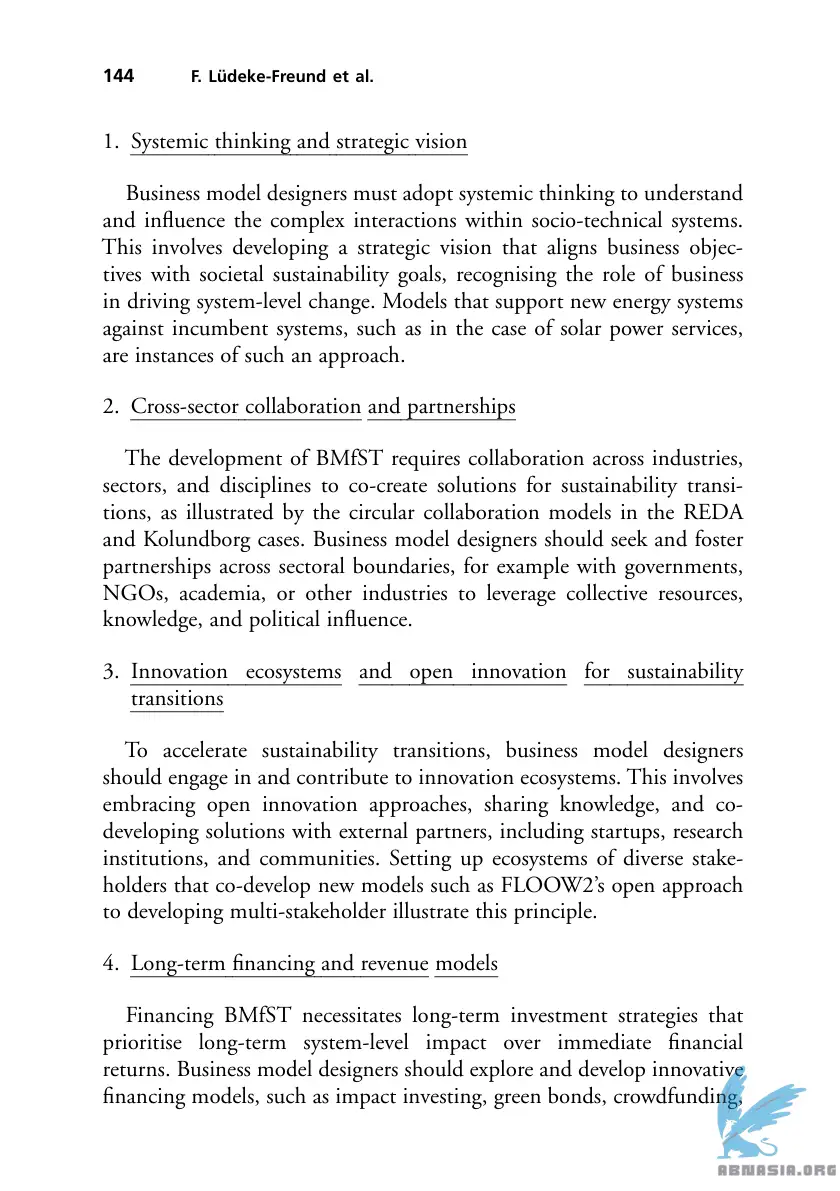 144 F. Lüdeke-Freund et al.
1. Systemic thinking and strategic vision
Business model designers must adopt systemic thinking to understand
and influence the complex interactions within socio-technical systems.
This involves developing a strategic vision that aligns business objec-
tives with societal sustainability goals, recognising the role of business
in driving system-level change. Models that support new energy systems
against incumbent systems, such as in the case of solar power services,
are instances of such an approach.
2. Cross-sector collaboration and partnerships
The development of BMfST requires collaboration across industries,
sectors, and disciplines to co-create solutions for sustainability transi-
tions, as illustrated by the circular collaboration models in the REDA
and Kolundborg cases. Business model designers should seek and foster
partnerships across sectoral boundaries, for example with governments,
NGOs, academia, or other industries to leverage collective resources,
knowledge, and political influence.
3. Innovation ecosystems and open innovation for sustainability
transitions
To accelerate sustainability transitions, business model designers
should engage in and contribute to innovation ecosystems. This involves
embracing open innovation approaches, sharing knowledge, and co-
developing solutions with external partners, including startups, research
institutions, and communities. Setting up ecosystems of diverse stake-
holders that co-develop new models such as FLOOW2's open approach
to developing multi-stakeholder illustrate this principle.
4. Long-term financing and revenue models
Financing BMfST necessitates long-term investment strategies that
prioritise long-term system-level impact over immediate financial
returns. Business model designers should explore and develop innovative
financing models, such as impact investing, green bonds, crowdfunding,
ABNASIA.ORG